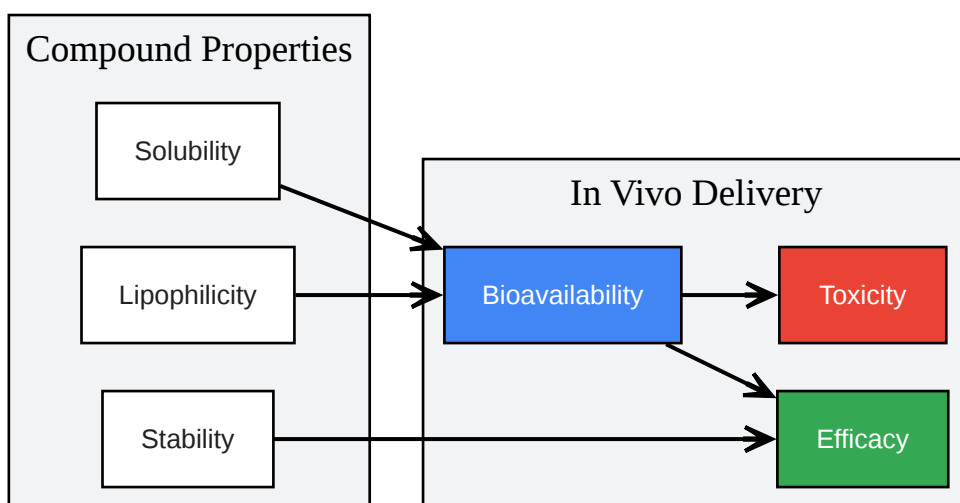 Compound Properties
Solubility
Lipophilicity
Stability
In Vivo Delivery
Bioavailability
Toxicity
Efficacy